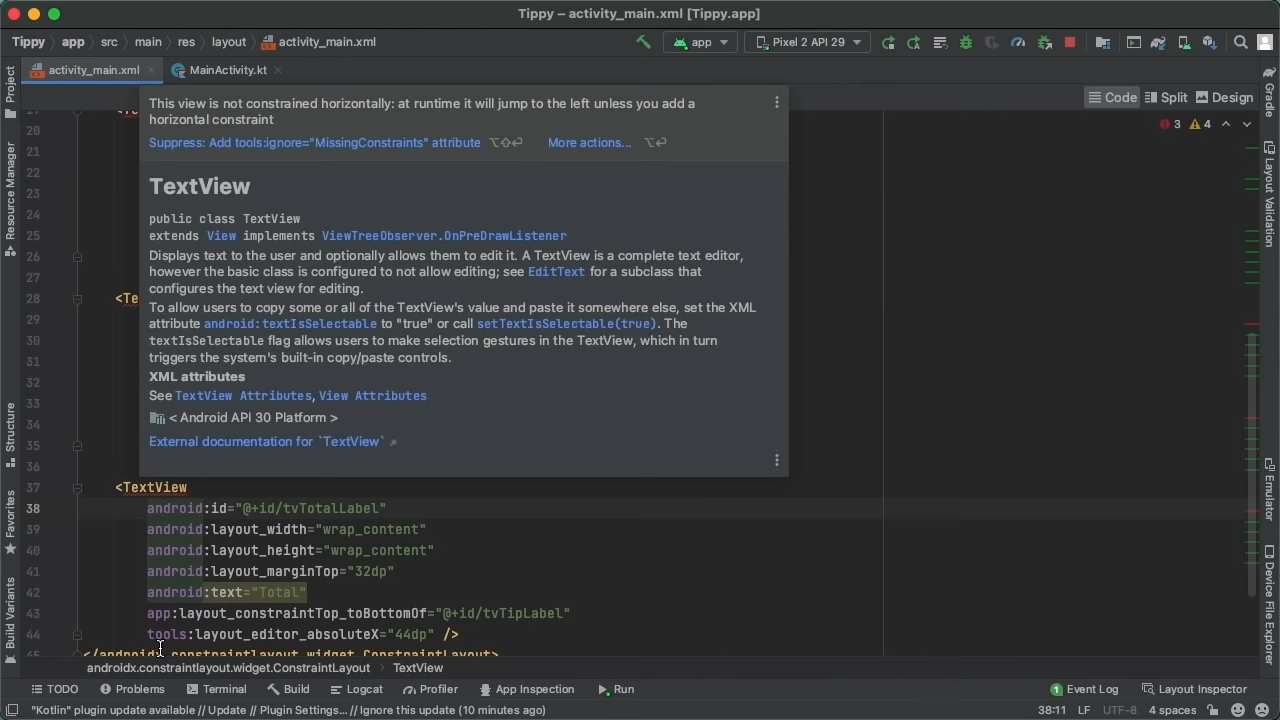 Tippy – activity_main.xml [Tippy.app]
Tippy app src main res layout activity_main.xml app Pixel 2 API 29
activity_main.xml MainActivity.kt
Code Split Design
3 4
Project
Resource Manager
Structure
Favorites
Build Variants
Gradle
Layout Validation
Emulator
Device File Explorer
This view is not constrained horizontally: at runtime it will jump to the left unless you add a
horizontal constraint
Suppress: Add tools:ignore="MissingConstraints" attribute ⌥⇧⏎ More actions... ⌥⏎
TextView
public class TextView
extends View implements ViewTreeObserver.OnPreDrawListener
Displays text to the user and optionally allows them to edit it. A TextView is a complete text editor,
however the basic class is configured to not allow editing; see EditText for a subclass that
configures the text view for editing.
To allow users to copy some or all of the TextView's value and paste it somewhere else, set the XML
attribute android:textIsSelectable to "true" or call setTextIsSelectable(true). The
textIsSelectable flag allows users to make selection gestures in the TextView, which in turn
triggers the system's built-in copy/paste controls.
XML attributes
See TextView Attributes, View Attributes
< Android API 30 Platform >
External documentation for `TextView`
20
21
22
23
24
25
26
27
28 <Te
29
30
31
32
33
34
35
36
37 <TextView
38 android:id="@+id/tvTotalLabel"
39 android:layout_width="wrap_content"
40 android:layout_height="wrap_content"
41 android:layout_marginTop="32dp"
42 android:text="Total"
43 app:layout_constraintTop_toBottomOf="@+id/tvTipLabel"
44 tools:layout_editor_absoluteX="44dp" />
45 </androidx.constraintlayout.widget.ConstraintLayout>
androidx.constraintlayout.widget.ConstraintLayout › TextView
TODO Problems Terminal Build Logcat Profiler App Inspection Run 1 Event Log Layout Inspector
"Kotlin" plugin update available // Update // Plugin Settings... // Ignore this update (10 minutes ago) 38:11 LF UTF-8 4 spaces